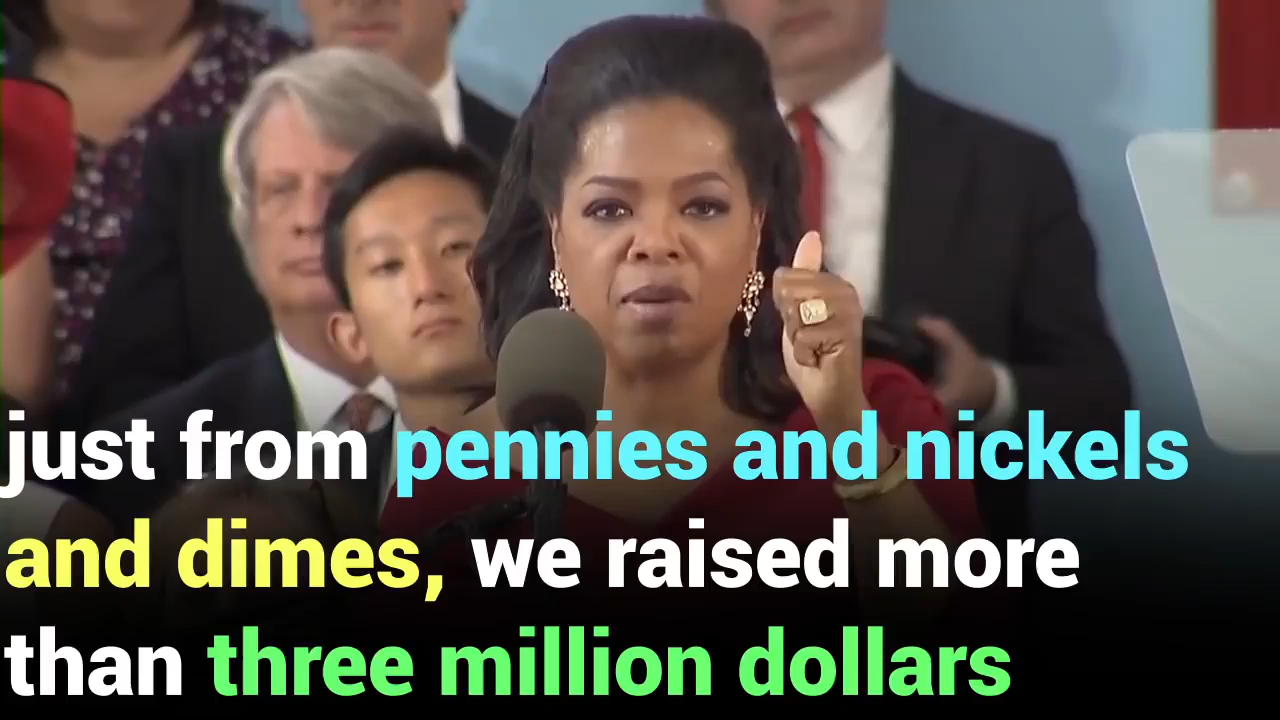 just from pennies and nickels
and dimes, we raised more
than three million dollars